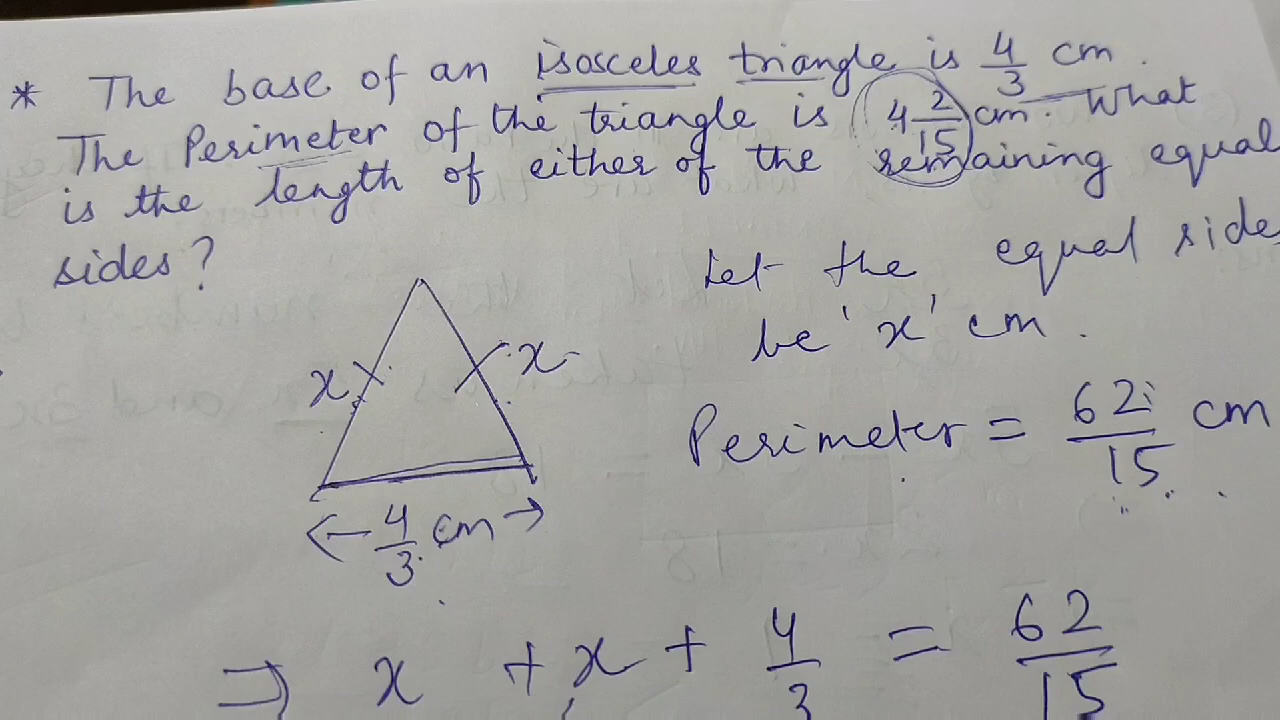 * The base of an isosceles triangle is 4/3 cm.
The Perimeter of the triangle is 4 2/15 cm. What
is the length of either of the remaining equal
sides?
Let the equal side
be 'x' cm.
x x
Perimeter = 62/15 cm
← 4/3 cm →
⇒ x + x + 4/3 = 62/15